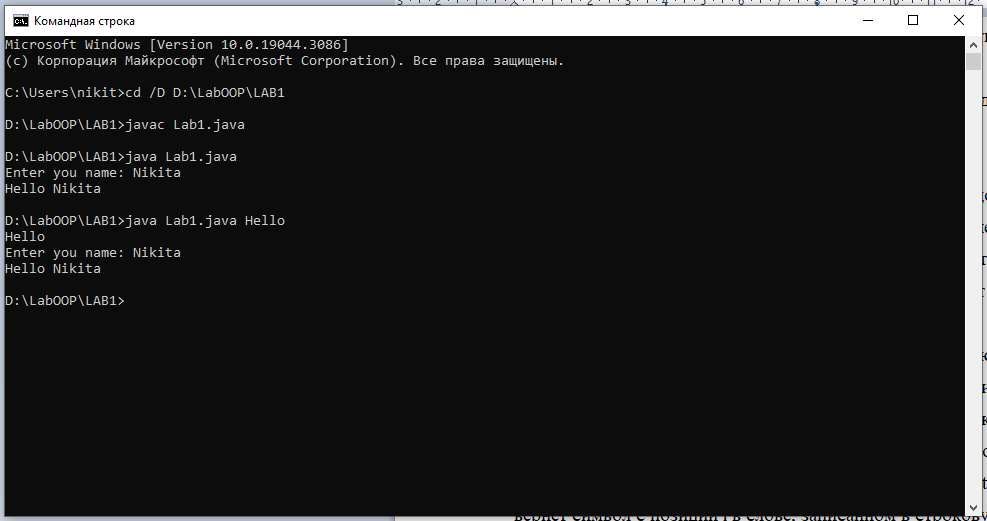 Командная строка
Microsoft Windows [Version 10.0.19044.3086]
(c) Корпорация Майкрософт (Microsoft Corporation). Все права защищены.
C:\Users\nikit>cd /D D:\LabOOP\LAB1
D:\LabOOP\LAB1>javac Lab1.java
D:\LabOOP\LAB1>java Lab1.java
Enter you name: Nikita
Hello Nikita
D:\LabOOP\LAB1>java Lab1.java Hello
Hello
Enter you name: Nikita
Hello Nikita
D:\LabOOP\LAB1>